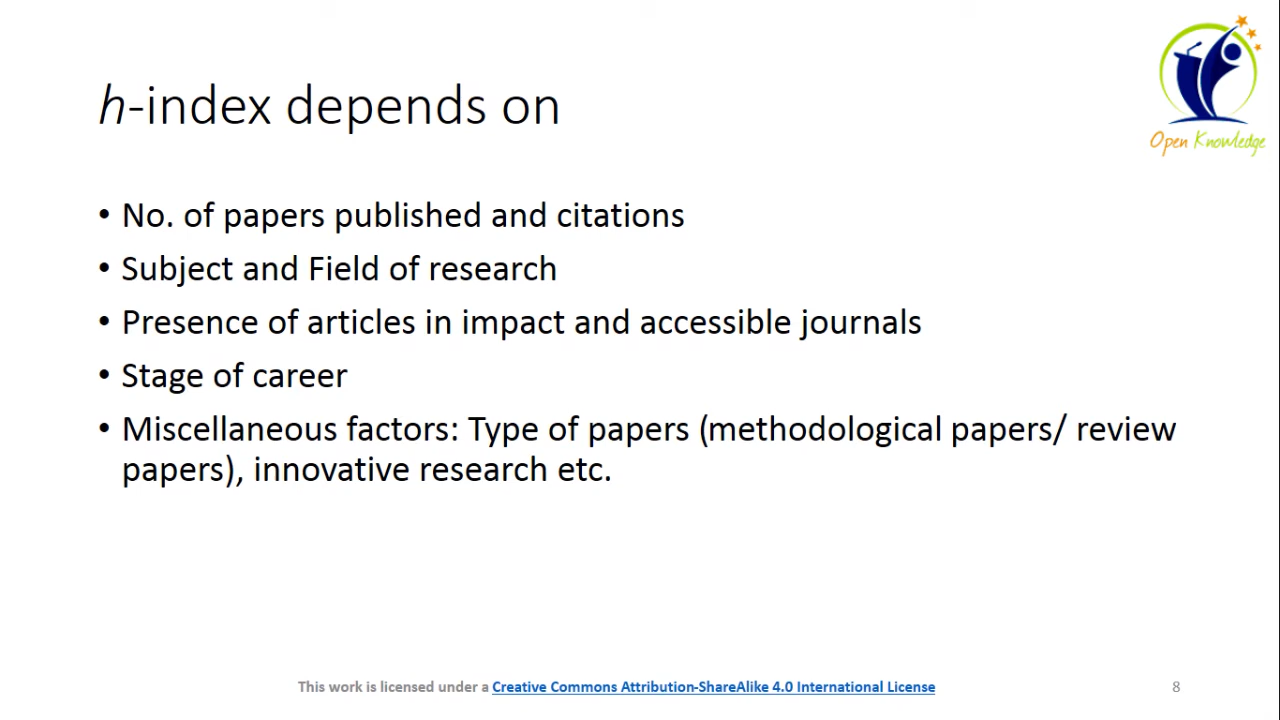 Open Knowledge
h-index depends on
• No. of papers published and citations
• Subject and Field of research
• Presence of articles in impact and accessible journals
• Stage of career
• Miscellaneous factors: Type of papers (methodological papers/ review
papers), innovative research etc.
This work is licensed under a Creative Commons Attribution-ShareAlike 4.0 International License
8